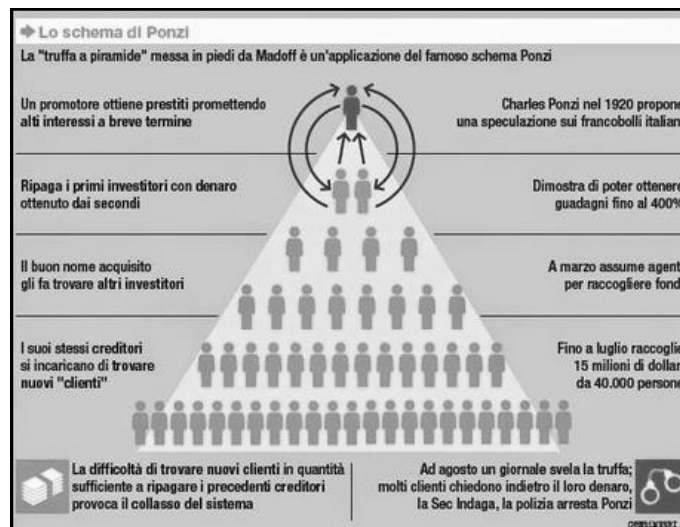 Lo schema di Ponzi
La "truffa a piramide" messa in piedi da Madoff è un'applicazione del famoso schema Ponzi
Un promotore ottiene prestiti promettendo
alti interessi a breve termine
Charles Ponzi nel 1920 propone
una speculazione sui francobolli italian
Ripaga i primi investitori con denaro
ottenuto dai secondi
Dimostra di poter ottenere
guadagni fino al 400%
Il buon nome acquisito
gli fa trovare altri investitori
A marzo assume agent
per raccogliere fond
I suoi stessi creditori
si incaricano di trovare
nuovi "clienti"
Fino a luglio raccoglie
15 milioni di dollar
da 40.000 persone
La difficoltà di trovare nuovi clienti in quantità
sufficiente a ripagare i precedenti creditori
provoca il collasso del sistema
Ad agosto un giornale svela la truffa;
molti clienti chiedono indietro il loro denaro,
la Sec Indaga, la polizia arresta Ponzi